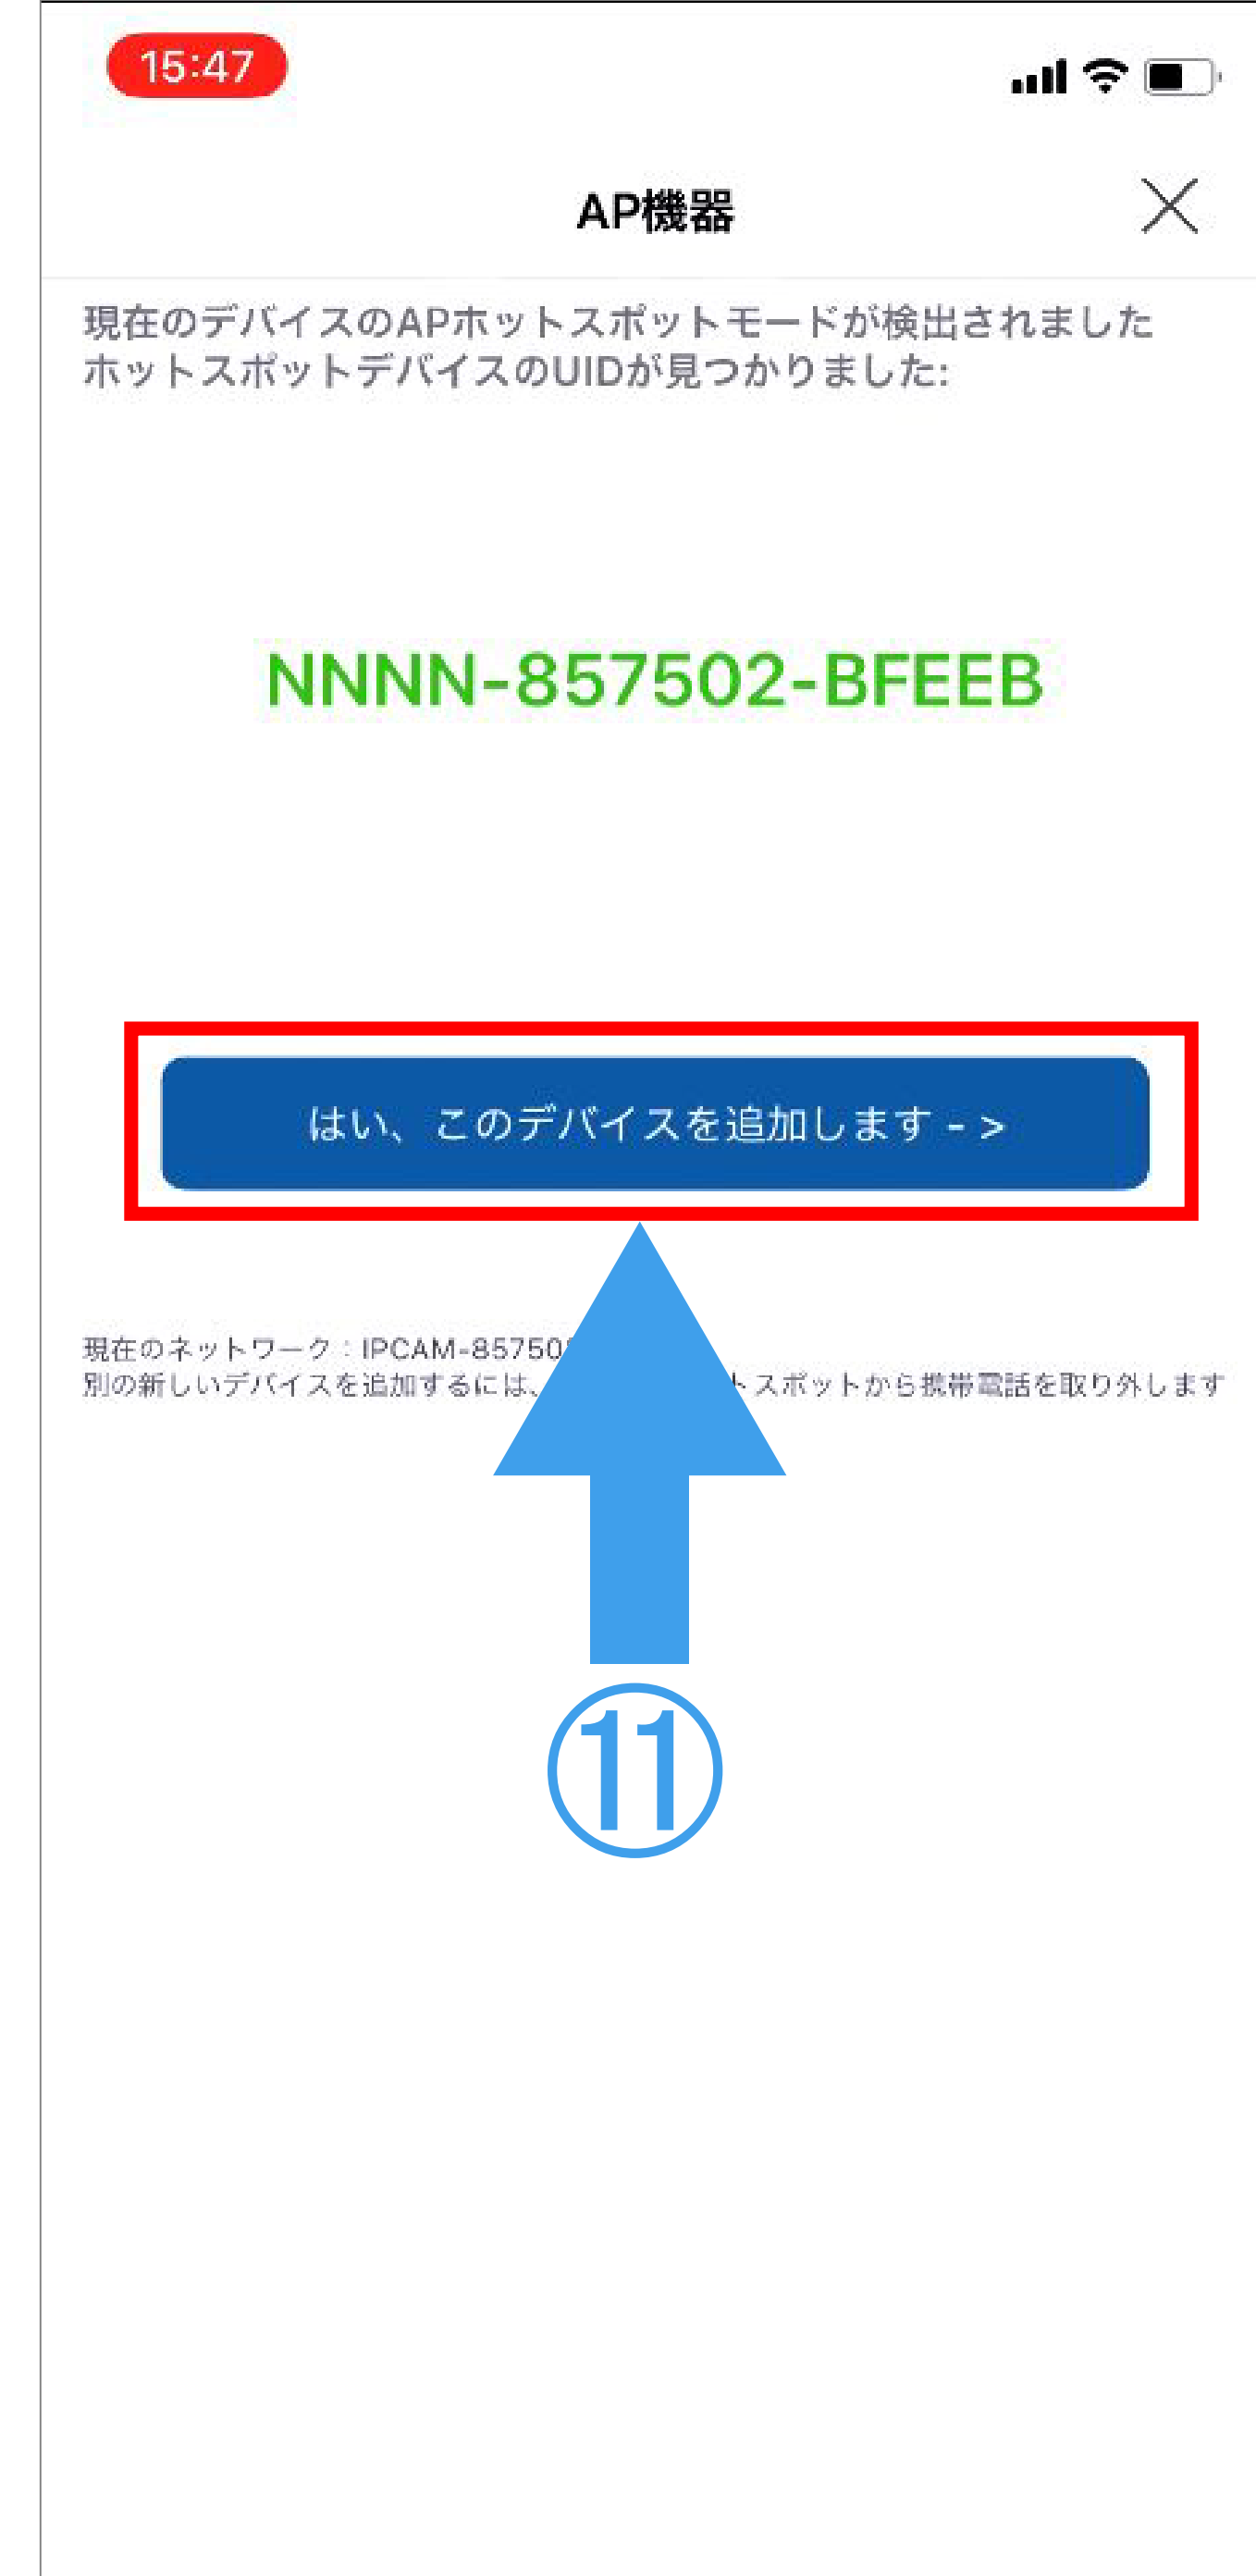 15:47
AP機器
現在のデバイスのAPホットスポットモードが検出されました
ホットスポットデバイスのUIDが見つかりました:
NNNN-857502-BFEEB
はい、このデバイスを追加します - >
現在のネットワーク：IPCAM-85750
別の新しいデバイスを追加するには、 トスポットから携帯電話を取り外します
⑪